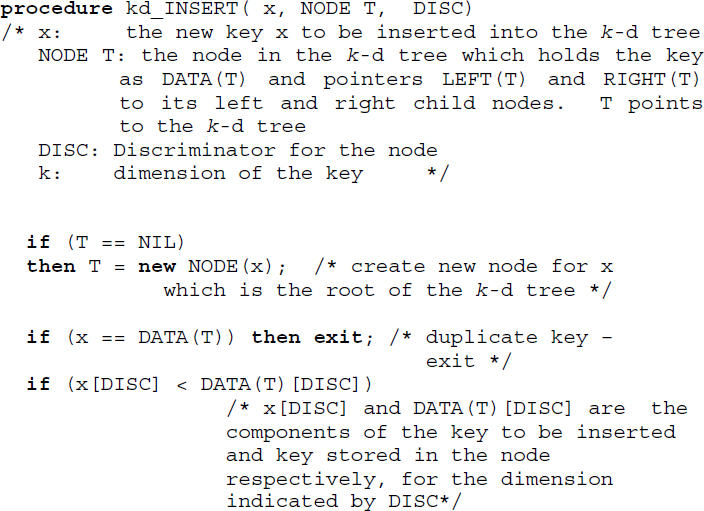 procedure kd_INSERT( x, NODE T, DISC)
/* x: the new key x to be inserted into the k-d tree
NODE T: the node in the k-d tree which holds the key
as DATA(T) and pointers LEFT(T) and RIGHT(T)
to its left and right child nodes. T points
to the k-d tree
DISC: Discriminator for the node
k: dimension of the key */
if (T == NIL)
then T = new NODE(x); /* create new node for x
which is the root of the k-d tree */
if (x == DATA(T)) then exit; /* duplicate key –
exit */
if (x[DISC] < DATA(T)[DISC])
/* x[DISC] and DATA(T)[DISC] are the
components of the key to be inserted
and key stored in the node
respectively, for the dimension
indicated by DISC*/